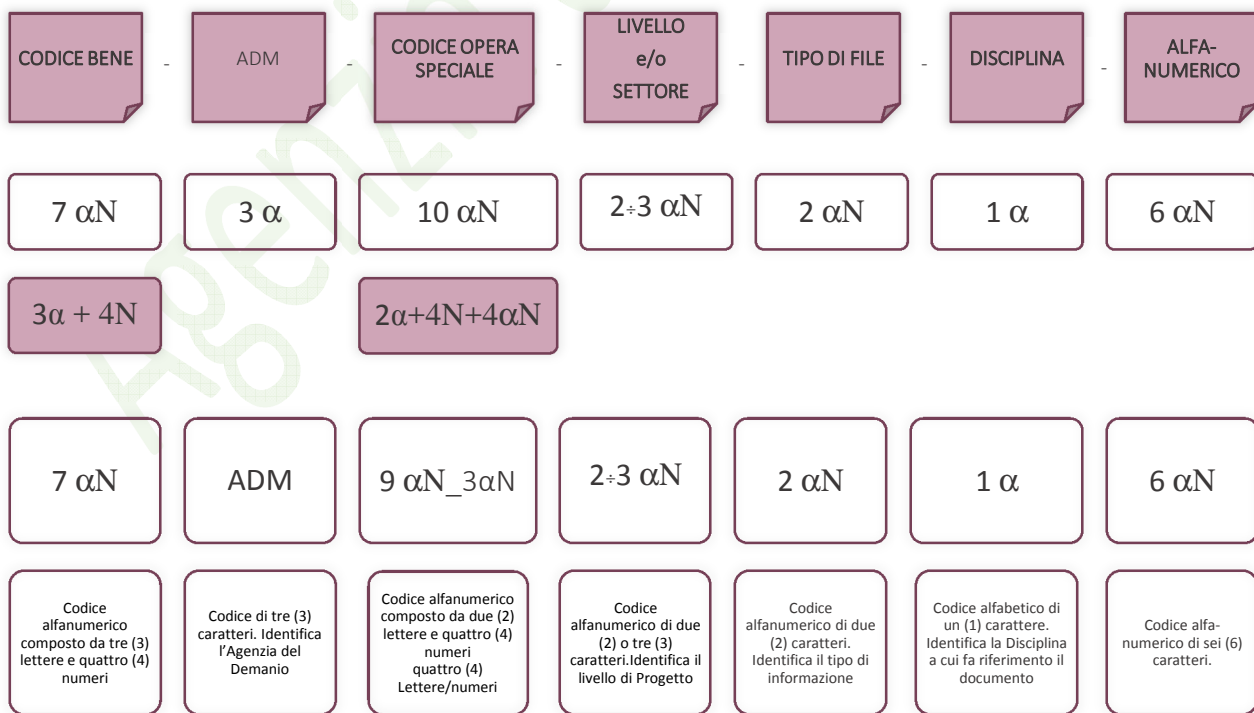 CODICE BENE
-
ADM
-
CODICE OPERA
SPECIALE
-
LIVELLO
e/o
SETTORE
-
TIPO DI FILE
-
DISCIPLINA
-
ALFA-
NUMERICO
7 αN
3 α
10 αN
2÷3 αN
2 αN
1 α
6 αN
3α + 4N
2α+4N+4αN
7 αN
ADM
9 αN_3αN
2÷3 αN
2 αN
1 α
6 αN
Codice
alfanumerico
composto da tre (3)
lettere e quattro (4)
numeri
Codice di tre (3)
caratteri. Identifica
l’Agenzia del
Demanio
Codice alfanumerico
composto da due (2)
lettere e quattro (4)
numeri
quattro (4)
Lettere/numeri
Codice
alfanumerico di due
(2) o tre (3)
caratteri.Identifica il
livello di Progetto
Codice
alfanumerico di due
(2) caratteri.
Identifica il tipo di
informazione
Codice alfabetico di
un (1) carattere.
Identifica la Disciplina
a cui fa riferimento il
documento
Codice alfa-
numerico di sei (6)
caratteri.